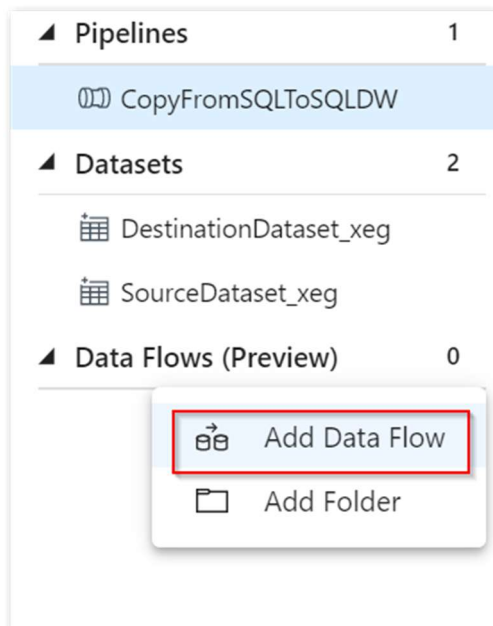 Pipelines 1
CopyFromSQLToSQLDW
Datasets 2
DestinationDataset_xeg
SourceDataset_xeg
Data Flows (Preview) 0
Add Data Flow
Add Folder